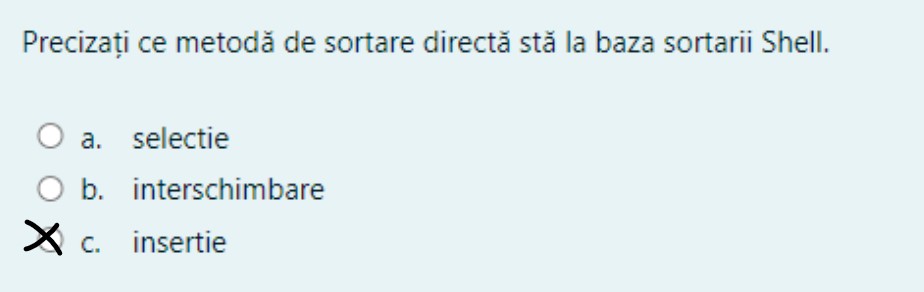 Precizați ce metodă de sortare directă stă la baza sortarii Shell.
a. selectie
b. interschimbare
c. insertie